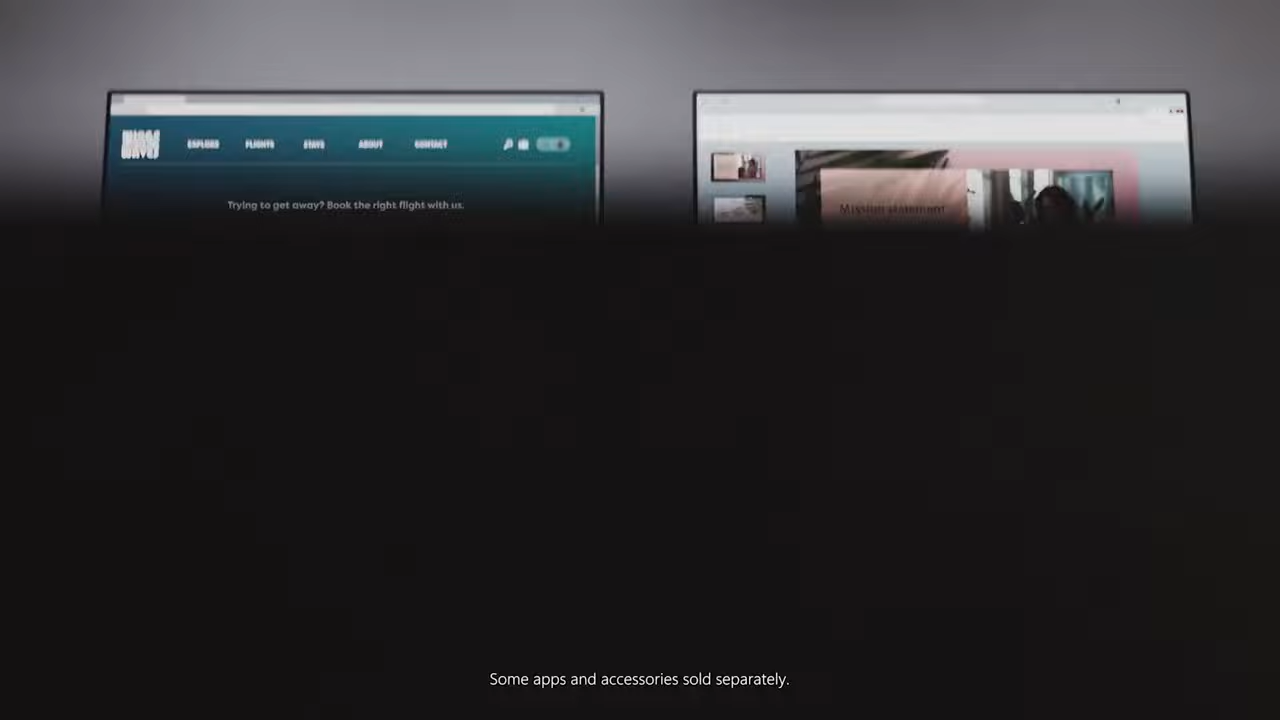 EXPLORE FLIGHTS STAYS ABOUT CONTACT
Trying to get away? Book the right flight with us.
Mission statement
Some apps and accessories sold separately.